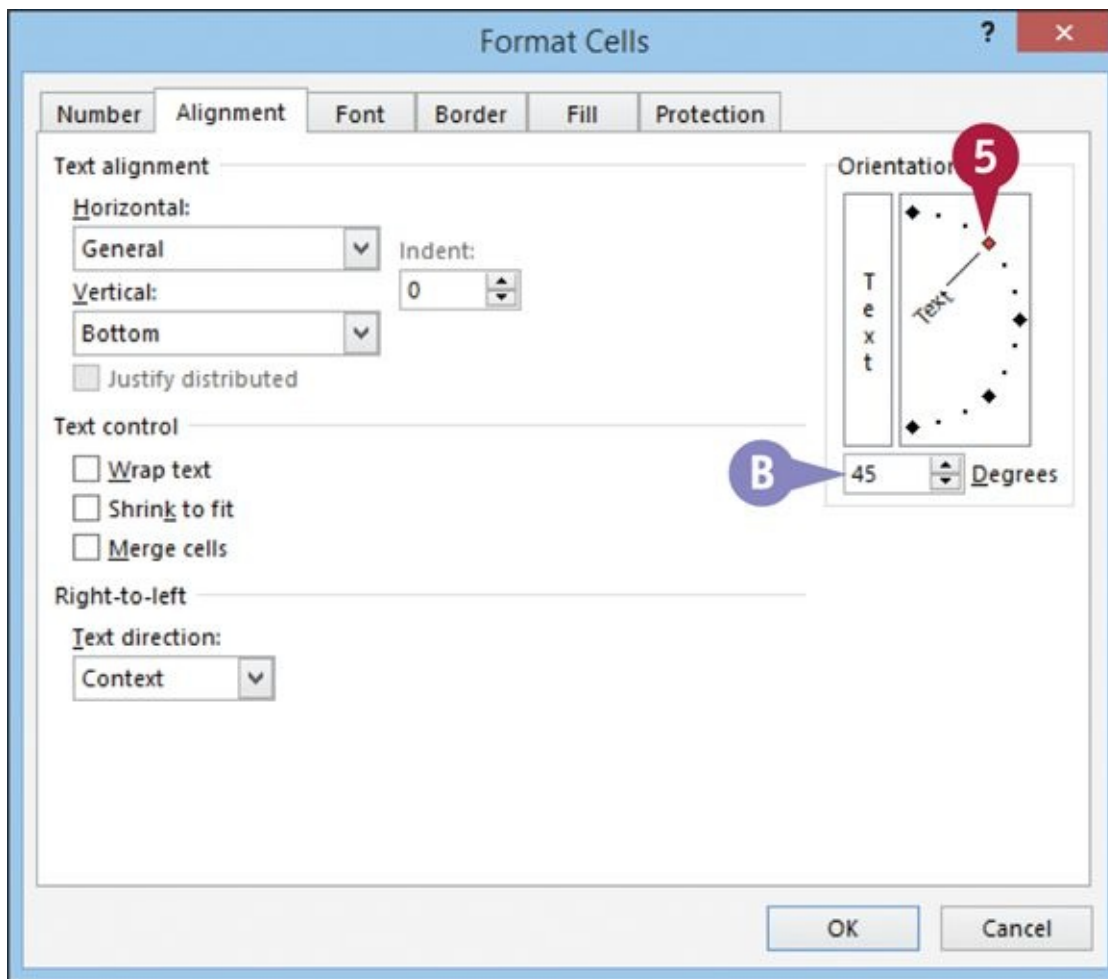 Format Cells
?
Number Alignment Font Border Fill Protection
Text alignment
Horizontal:
General
Indent:
0
Vertical:
Bottom
Justify distributed
Text control
Wrap text
Shrink to fit
Merge cells
Right-to-left
Text direction:
Context
Orientation
5
Text
Text
B
45 Degrees
OK Cancel